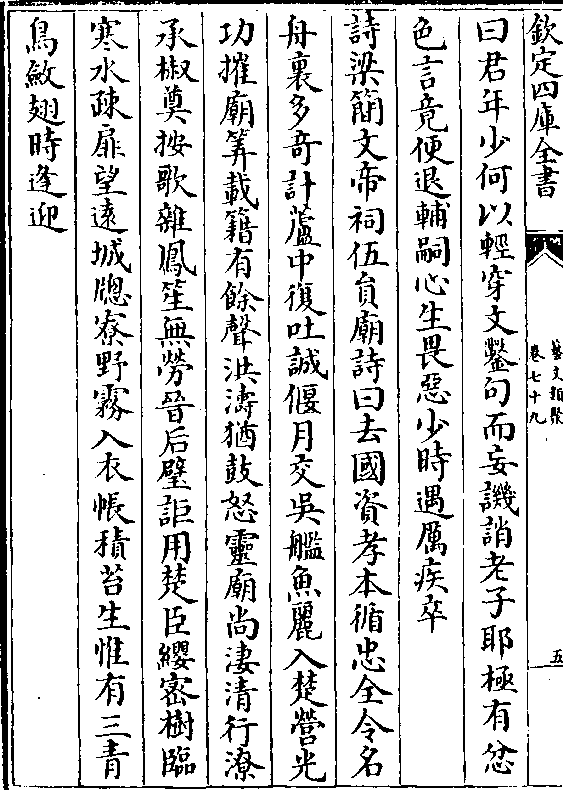 欽定四庫全書
藝文類聚
卷七十九
五
曰君年少何以輕穿文鑿句而妄譏誚老子耶極有忿
色言竟便退輔嗣心生畏惡少時遇厲疾卒
詩梁簡文帝祠伍員廟詩曰去國資孝本循忠全令名
舟裏多奇計蘆中復吐誠偃月交吳艦魚麗入楚營光
功摧廟筭載籍有餘聲洪濤猶鼓怒靈廟尚淒清行潦
承椒奠按歌雜鳳笙無勞晉后璧詎用楚臣纓密樹臨
寒水疎扉望遠城牕寮野霧入衣帳積苔生惟有三青
鳥斂翅時逢迎